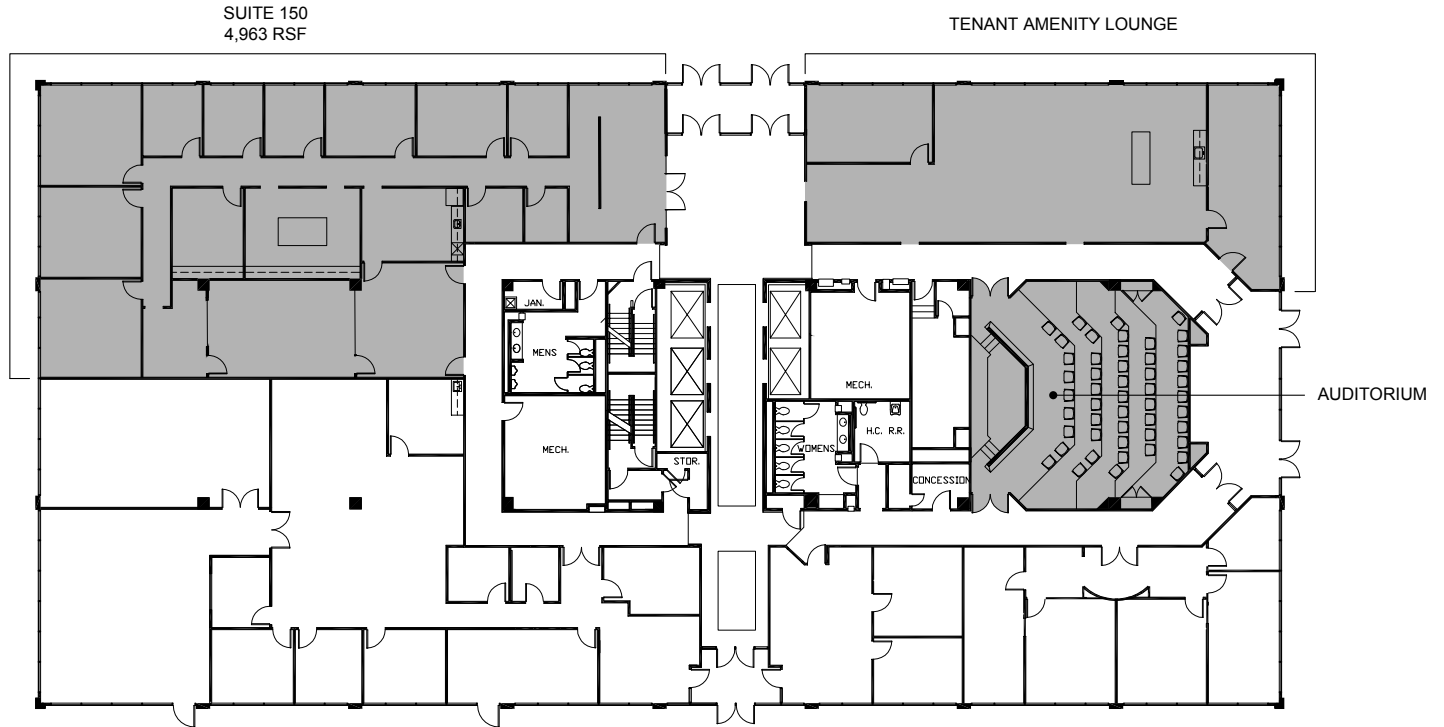 SUITE 150
4,963 RSF
TENANT AMENITY LOUNGE
JAN.
MENS
MECH.
AUDITORIUM
WOMENS
H.C. R.R.
MECH.
STOR.
CONCESSION